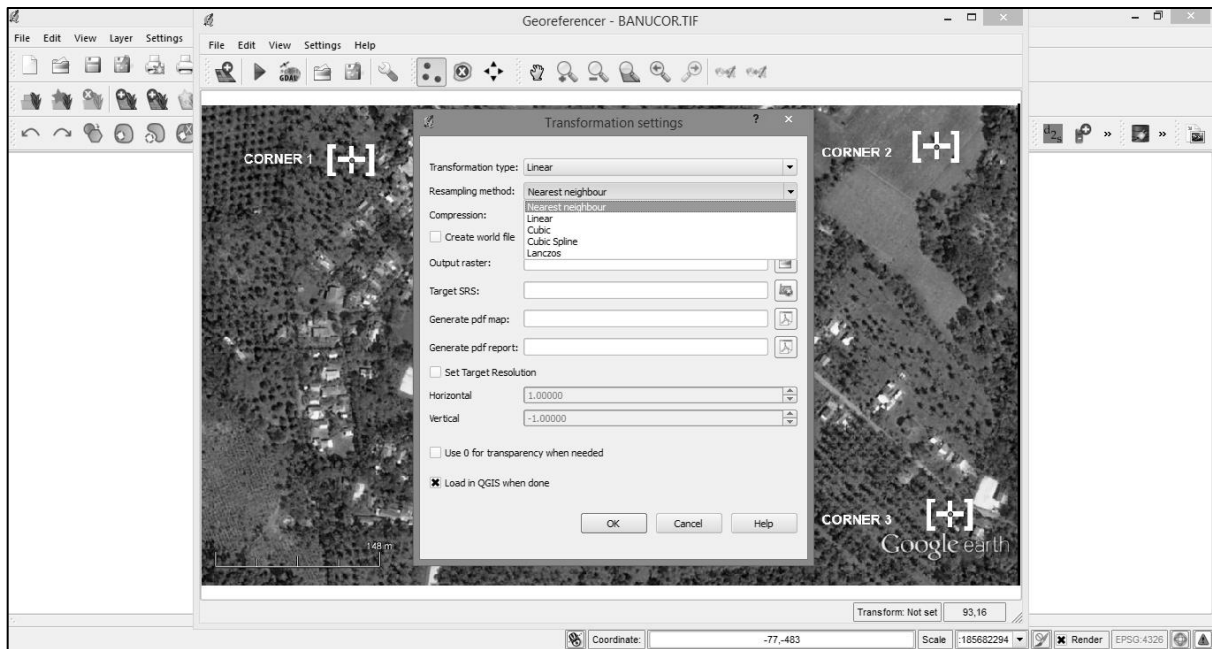 Georeferencer - BANUCOR.TIF
File Edit View Layer Settings
File Edit View Settings Help
GDAL
Transformation settings
?
CORNER 1
CORNER 2
Transformation type: Linear
Resampling method: Nearest neighbour
Nearest neighbour
Linear
Cubic
Cubic Spline
Lanczos
Compression:
Create world file
Output raster:
Target SRS:
Generate pdf map:
Generate pdf report:
Set Target Resolution
Horizontal 1.00000
Vertical -1.00000
Use 0 for transparency when needed
Load in QGIS when done
OK Cancel Help
CORNER 3
Google earth
148 m
Transform: Not set 93,16
Coordinate: -77,-483 Scale :185682294 Render EPSG:4326